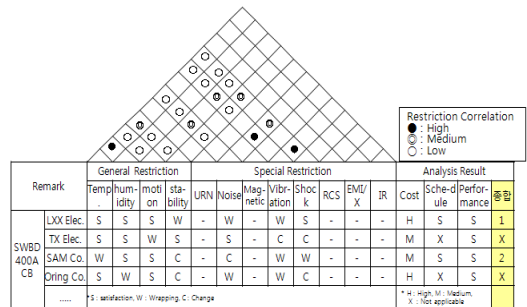 Restriction Correlation
● : High
◎ : Medium
○ : Low
Remark General Restriction Special Restriction Analysis Result
Temp. hum-idity moti on sta-bility URN Noise Mag-netic Vibr-ation Shoc k RCS EMI/X IR Cost Sche-d ule Perfor-mance 종합
SWBD 400A CB
LXX Elec. S S S W - W - W S - - - H S S 1
TX Elec. S S W S - S - C C - - - M X S X
SAM Co. W S S C - C - W W - - - M S S 2
Oring Co. S W S C - W - W C - - - H X S X
..... *S : satisfaction, W : Wrapping, C : Change
* H : High, M : Medium,
X : Not applicable